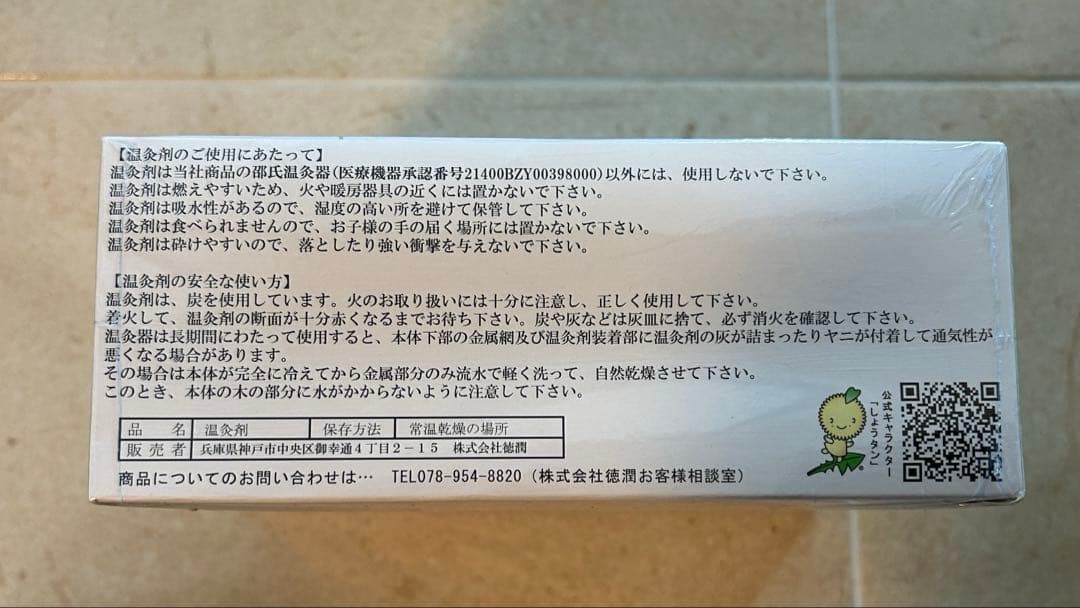 【温灸剤のご使用にあたって】
温灸剤は当社商品の邵氏温灸器(医療機器承認番号21400BZY00398000)以外には、使用しないで下さい。
温灸剤は燃えやすいため、火や暖房器具の近くには置かないで下さい。
温灸剤は吸水性があるので、湿度の高い所を避けて保管して下さい。
温灸剤は食べられませんので、お子様の手の届く場所には置かないで下さい。
温灸剤は砕けやすいので、落としたり強い衝撃を与えないで下さい。
【温灸剤の安全な使い方】
温灸剤は、炭を使用しています。火のお取り扱いには十分に注意し、正しく使用して下さい。
着火して、温灸剤の断面が十分赤くなるまでお待ち下さい。炭や灰などは灰皿に捨て、必ず消火を確認して下さい。
温灸器は長期間にわたって使用すると、本体下部の金属網及び温灸剤装着部に温灸剤の灰が詰まったりヤニが付着して通気性が
悪くなる場合があります。
その場合は本体が完全に冷えてから金属部分のみ流水で軽く洗って、自然乾燥させて下さい。
このとき、本体の木の部分に水がかからないように注意して下さい。
品名 温灸剤 保存方法 常温乾燥の場所
販売者 兵庫県神戸市中央区御幸通4丁目2−15 株式会社徳潤
商品についてのお問い合わせは… TEL078-954-8820(株式会社徳潤お客様相談室)
公式キャラクター
「しょうタン」